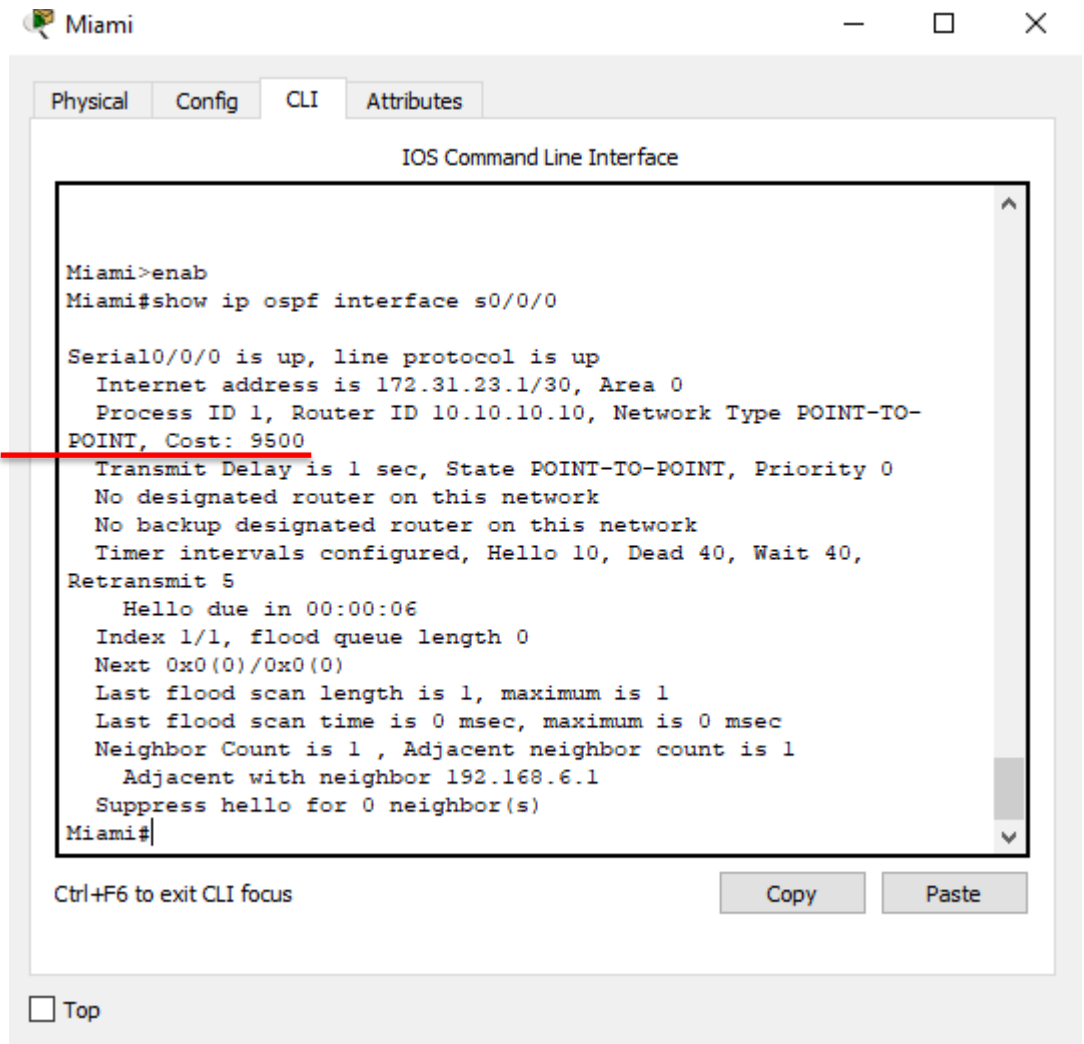 Miami
Physical Config CLI Attributes
IOS Command Line Interface
Miami>enab
Miami#show ip ospf interface s0/0/0
Serial0/0/0 is up, line protocol is up
Internet address is 172.31.23.1/30, Area 0
Process ID 1, Router ID 10.10.10.10, Network Type POINT-TO-
POINT, Cost: 9500
Transmit Delay is 1 sec, State POINT-TO-POINT, Priority 0
No designated router on this network
No backup designated router on this network
Timer intervals configured, Hello 10, Dead 40, Wait 40,
Retransmit 5
Hello due in 00:00:06
Index 1/1, flood queue length 0
Next 0x0(0)/0x0(0)
Last flood scan length is 1, maximum is 1
Last flood scan time is 0 msec, maximum is 0 msec
Neighbor Count is 1 , Adjacent neighbor count is 1
Adjacent with neighbor 192.168.6.1
Suppress hello for 0 neighbor(s)
Miami#
Ctrl+F6 to exit CLI focus
Copy Paste
Top